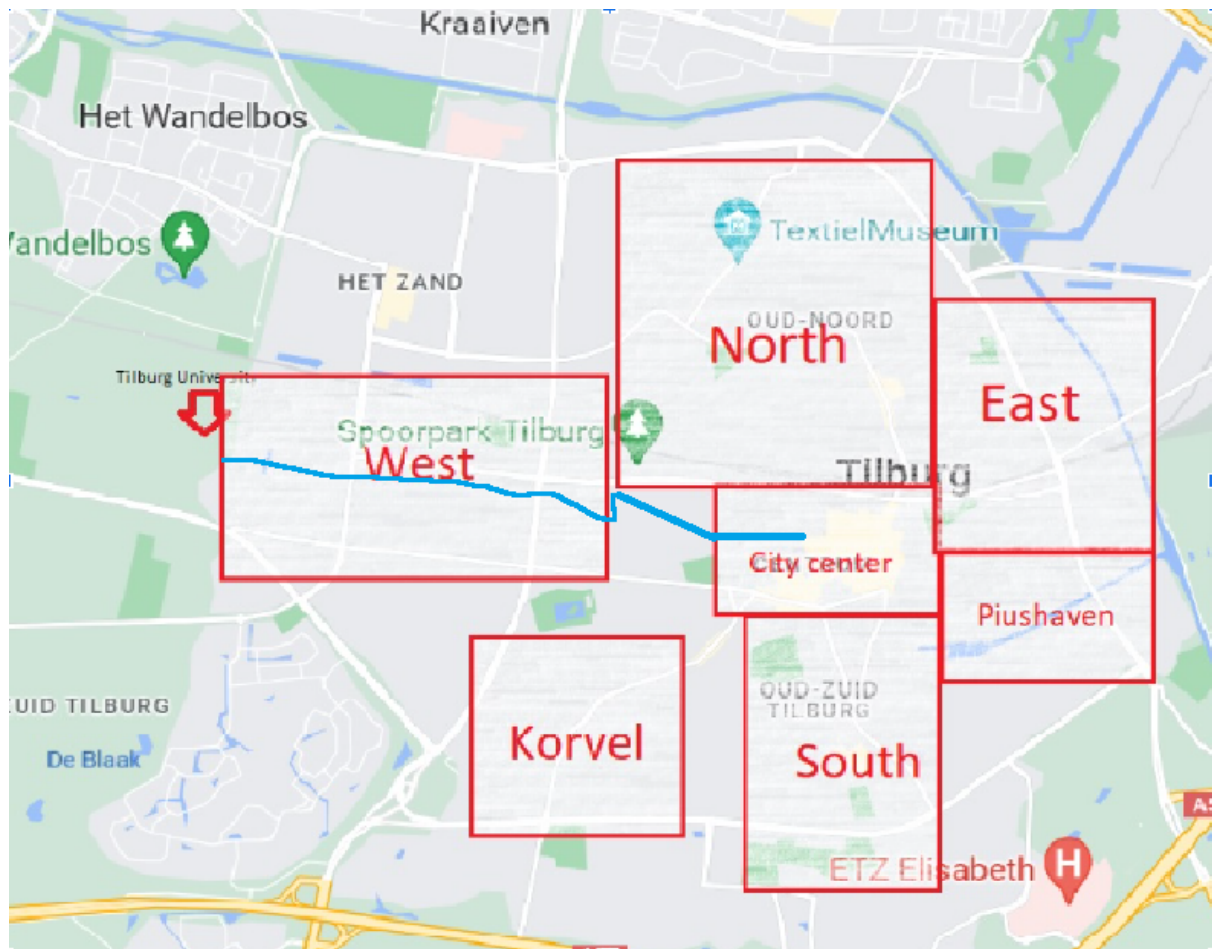 Kraaiven
Het Wandelbos
Wandelbos
TextielMuseum
HET ZAND
OUD-NOORD
North
Tilburg University
East
Spoorpark Tilburg
West
Tilburg
City center
Piushaven
OUD-ZUID
TILBURG
ZUID TILBURG
De Blaak
Korvel
South
ETZ Elisabeth
H